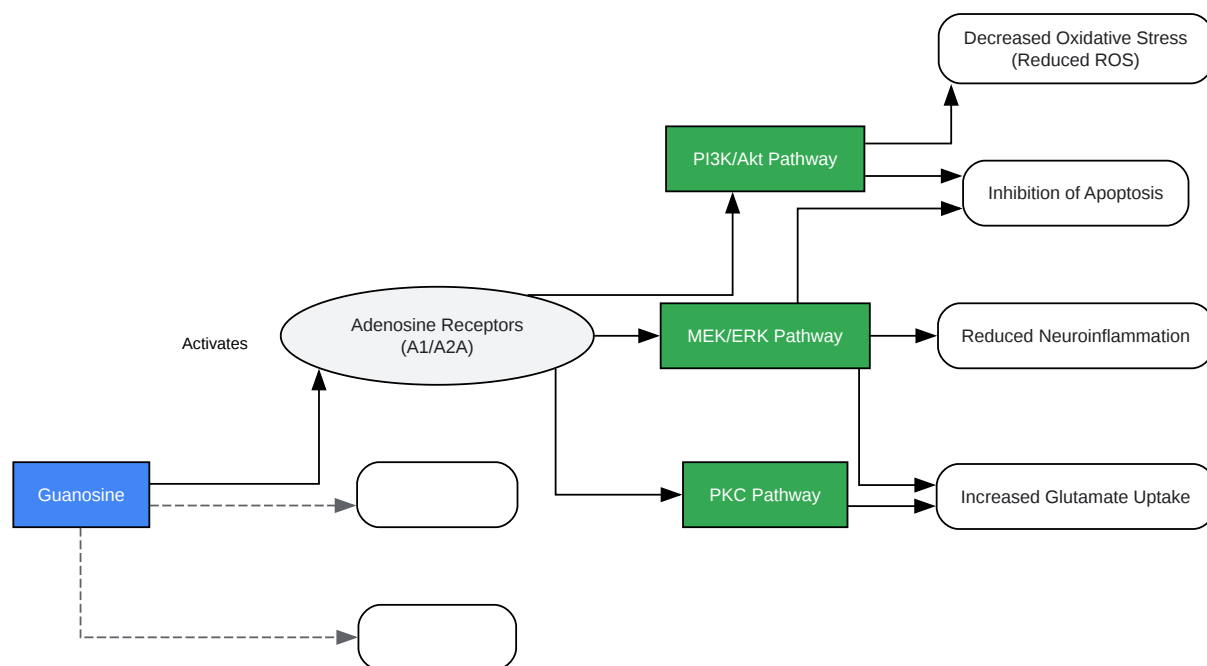 Decreased Oxidative Stress
(Reduced ROS)
PI3K/Akt Pathway
Inhibition of Apoptosis
Activates
Adenosine Receptors
(A1/A2A)
MEK/ERK Pathway
Reduced Neuroinflammation
Guanosine
PKC Pathway
Increased Glutamate Uptake